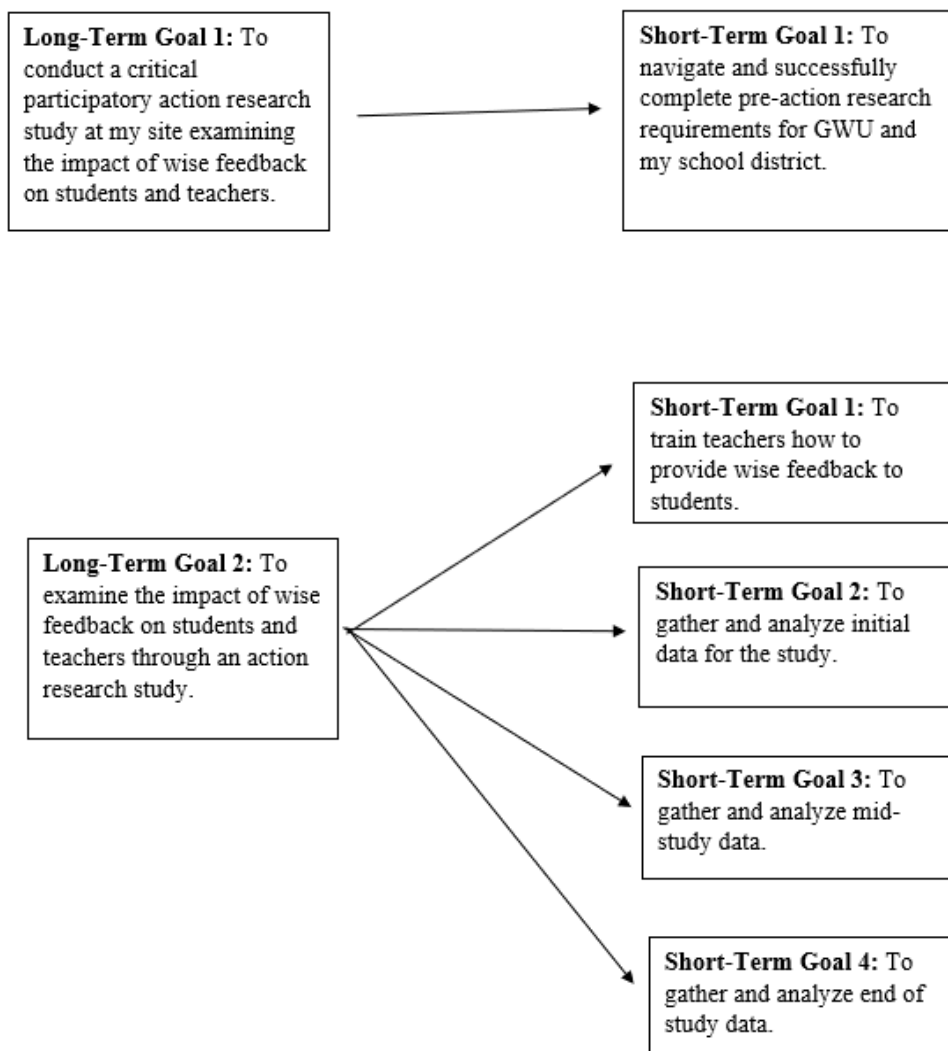 Long-Term Goal 1: To
conduct a critical
participatory action research
study at my site examining
the impact of wise feedback
on students and teachers.
Short-Term Goal 1: To
navigate and successfully
complete pre-action research
requirements for GWU and
my school district.
Short-Term Goal 1: To
train teachers how to
provide wise feedback to
students.
Long-Term Goal 2: To
examine the impact of wise
feedback on students and
teachers through an action
research study.
Short-Term Goal 2: To
gather and analyze initial
data for the study.
Short-Term Goal 3: To
gather and analyze mid-
study data.
Short-Term Goal 4: To
gather and analyze end of
study data.